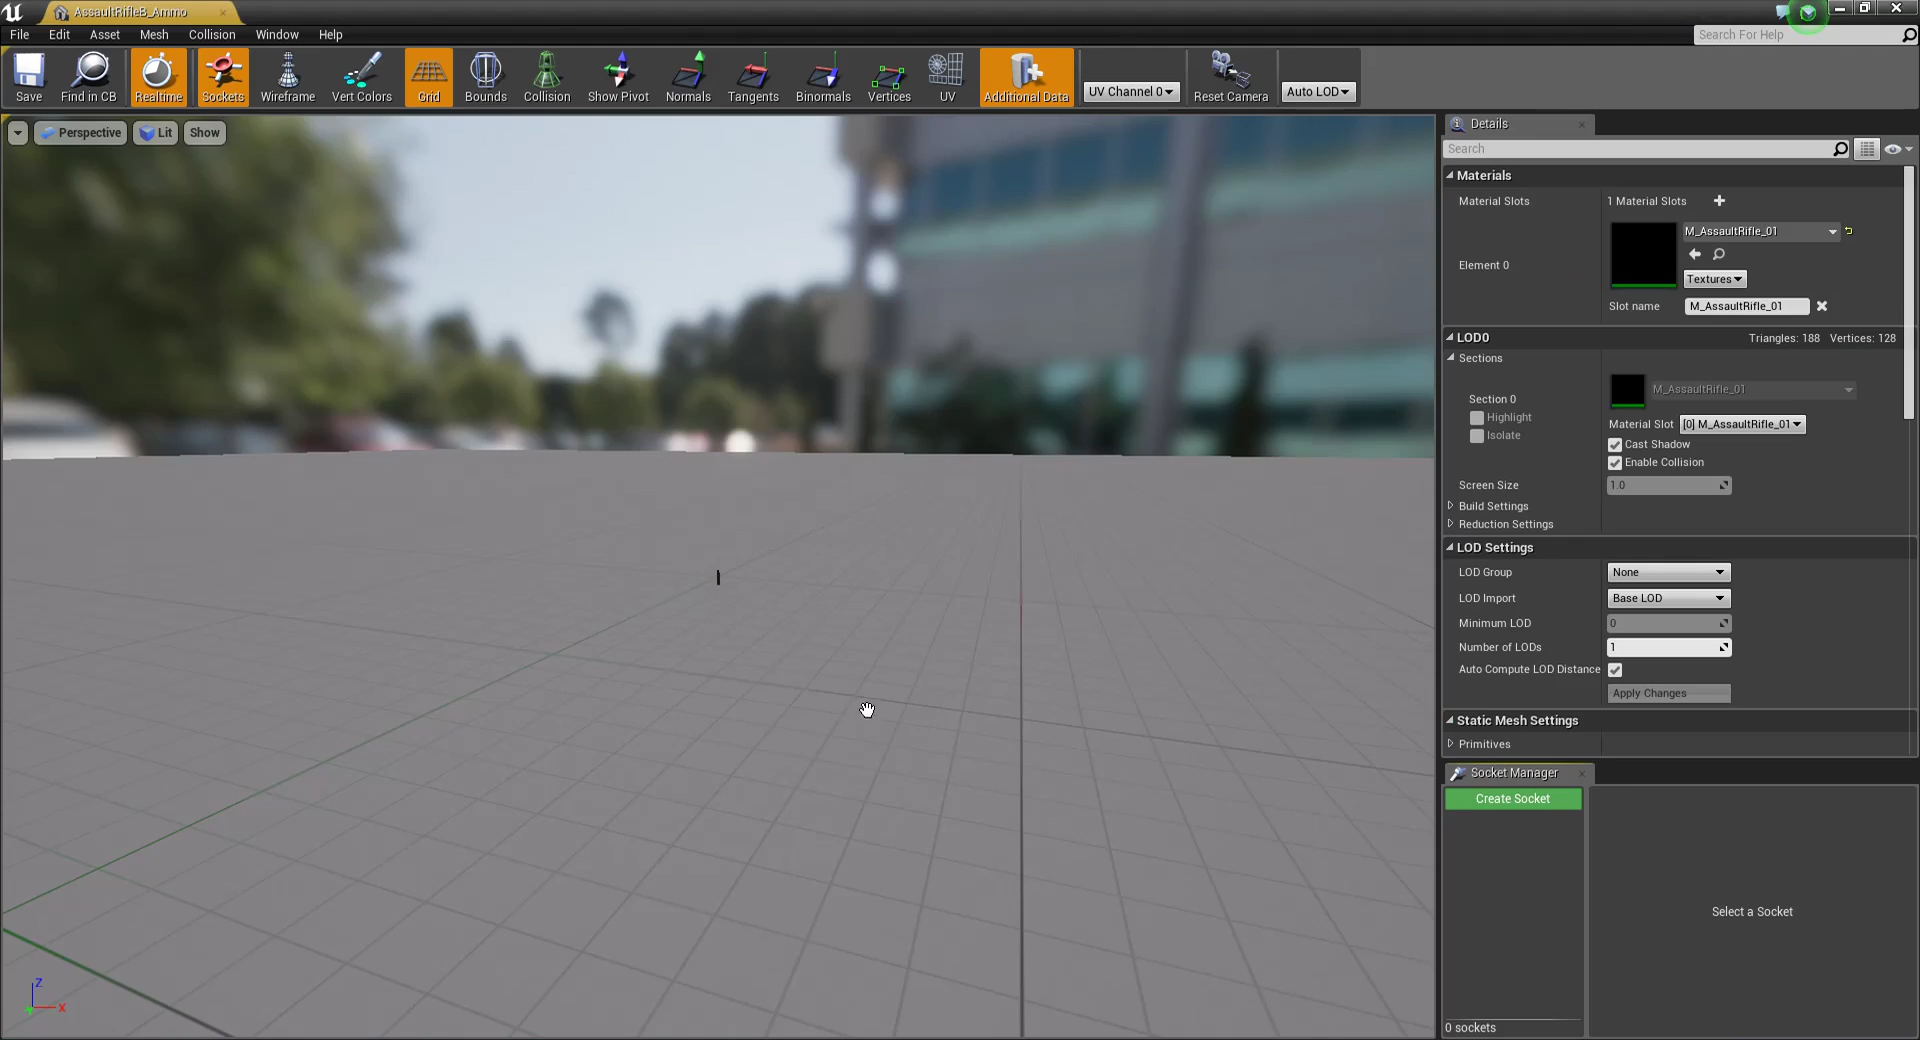 AssaultRifleB_Ammo
File Edit Asset Mesh Collision Window Help
Search For Help
Save Find in CB Realtime Sockets Wireframe Vert Colors Grid Bounds Collision Show Pivot Normals Tangents Binormals Vertices UV Additional Data UV Channel 0 Reset Camera Auto LOD
Perspective Lit Show
Details
Search
Materials
Material Slots 1 Material Slots
M_AssaultRifle_01
Element 0
Textures
Slot name M_AssaultRifle_01
LOD0 Triangles: 188 Vertices: 128
Sections
M_AssaultRifle_01
Section 0
Highlight
Isolate
Material Slot [0] M_AssaultRifle_01
Cast Shadow
Enable Collision
Screen Size 1.0
Build Settings
Reduction Settings
LOD Settings
LOD Group None
LOD Import Base LOD
Minimum LOD 0
Number of LODs 1
Auto Compute LOD Distance
Apply Changes
Static Mesh Settings
Primitives
Socket Manager
Create Socket
Select a Socket
0 sockets
Z
X